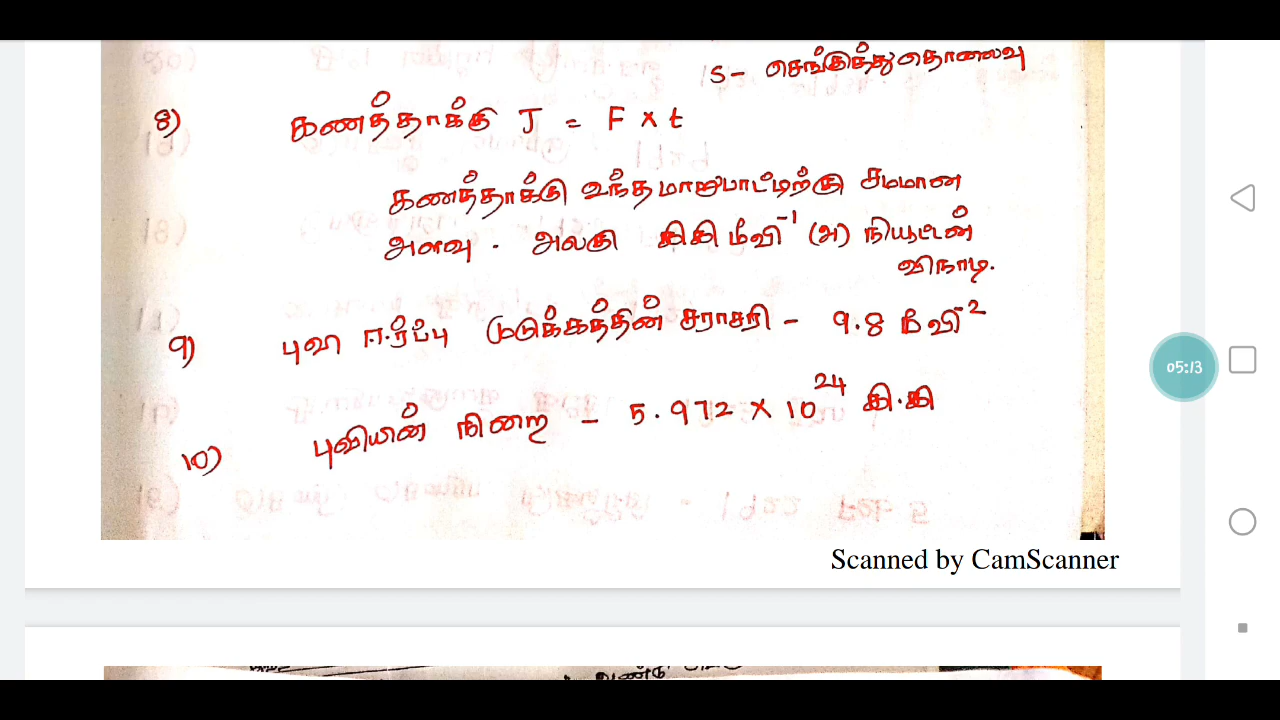 S - செங்குத்து தொலைவு
8) கணத்தாக்கு J = F x t
கணத்தாக்கு உந்த மாறுபாட்டிற்கு சமமான
அளவு. அலகு கிகி மீவி⁻¹ (அ) நியூட்டன்
விநாடி.
9) புவி ஈர்ப்பு முடுக்கத்தின் சராசரி - 9.8 மீவி⁻²
05:13
10) புவியின் நிறை - 5.972 x 10²⁴ கி.கி
Scanned by CamScanner